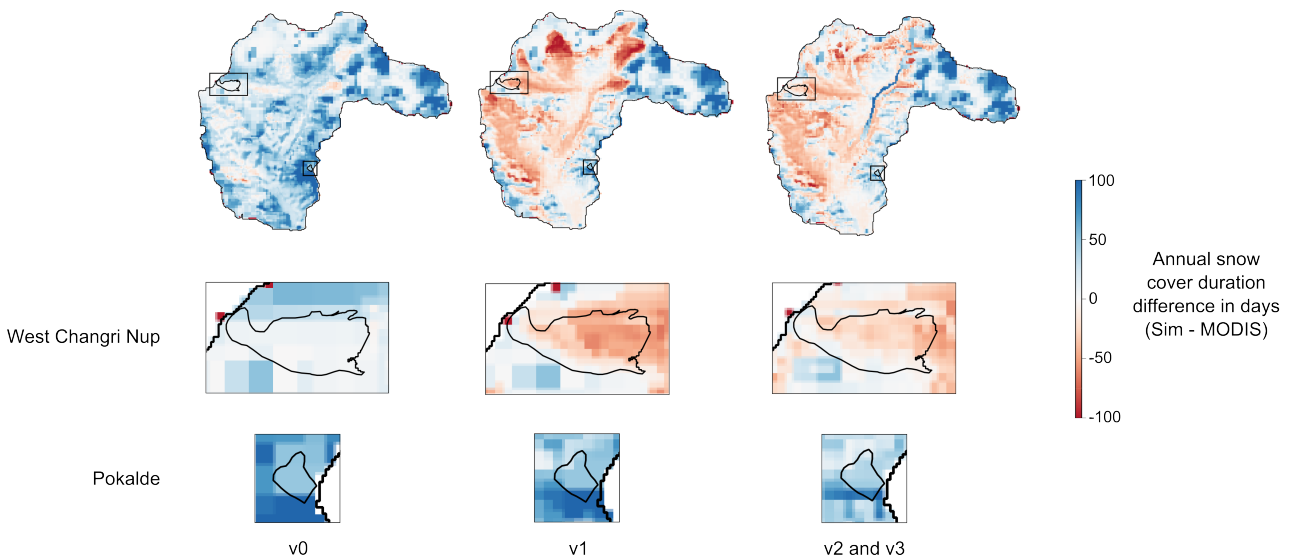 100
50
0
-50
-100
Annual snow
cover duration
difference in days
(Sim - MODIS)
West Changri Nup
Pokalde
v0
v1
v2 and v3